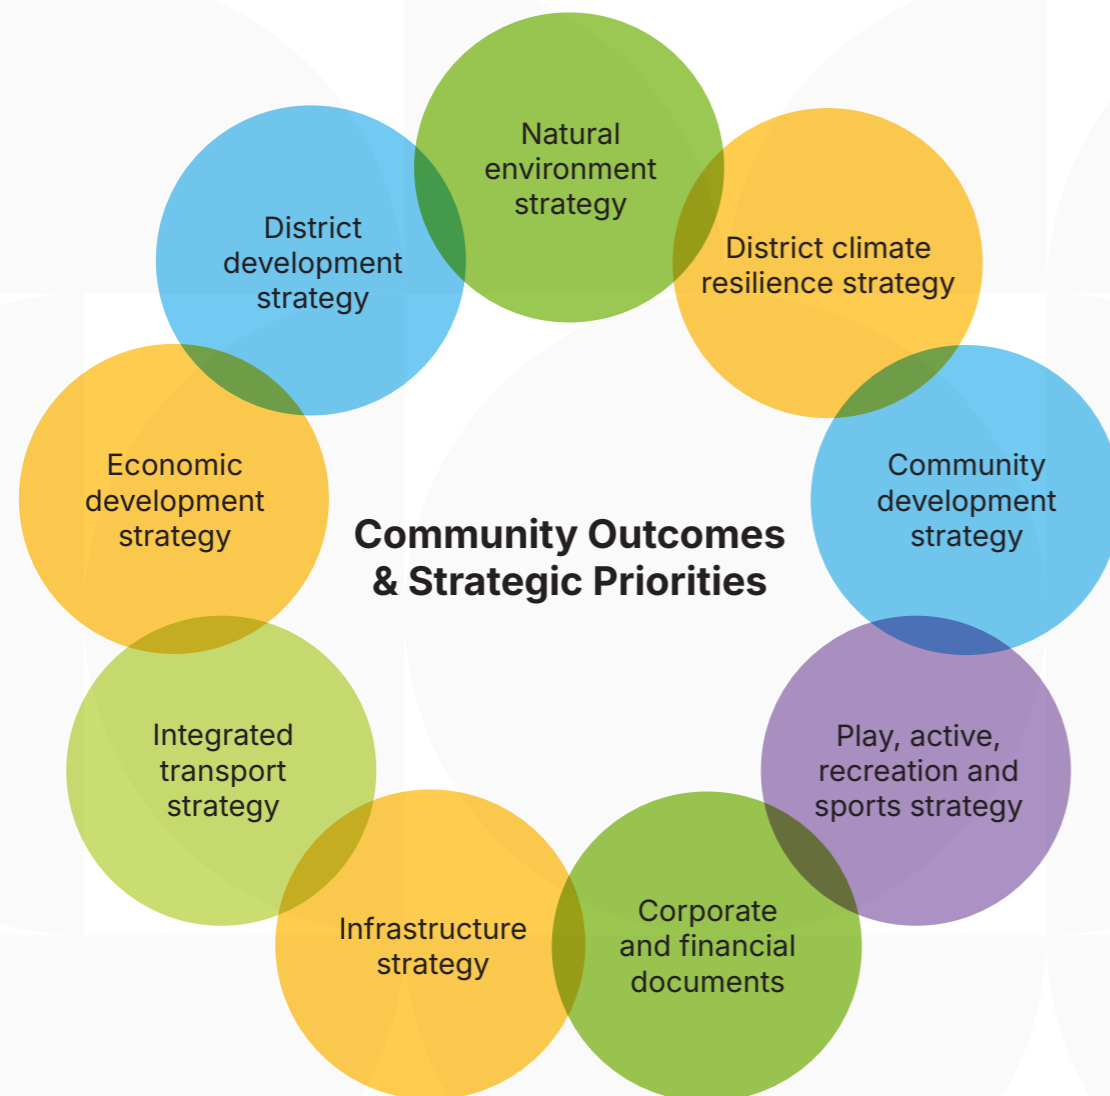 Natural
environment
strategy
District climate
resilience strategy
Community
development
strategy
Play, active,
recreation and
sports strategy
Corporate
and financial
documents
Infrastructure
strategy
Integrated
transport
strategy
Economic
development
strategy
District
development
strategy
Community Outcomes
& Strategic Priorities